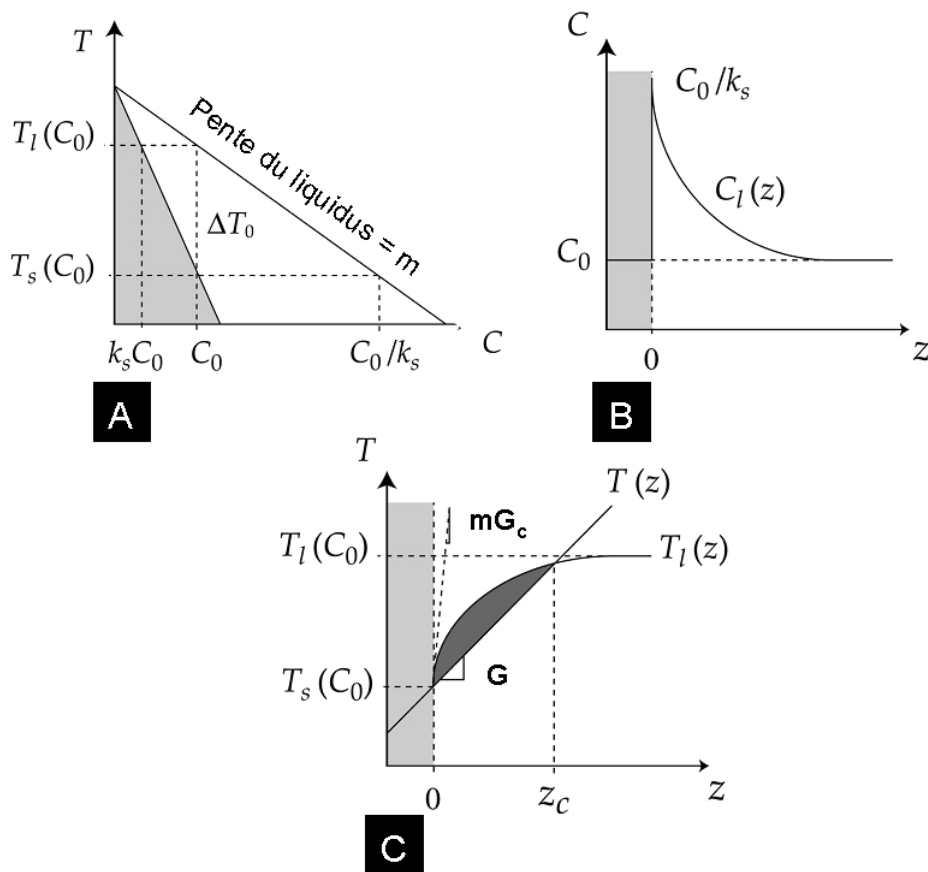 T
T_l(C_0)
Pente du liquidus = m
ΔT_0
T_s(C_0)
k_sC_0
C_0
C_0/k_s
C
A
C
C_0/k_s
C_l(z)
C_0
0
z
B
T
T(z)
mG_c
T_l(C_0)
T_l(z)
T_s(C_0)
G
0
z_c
z
C